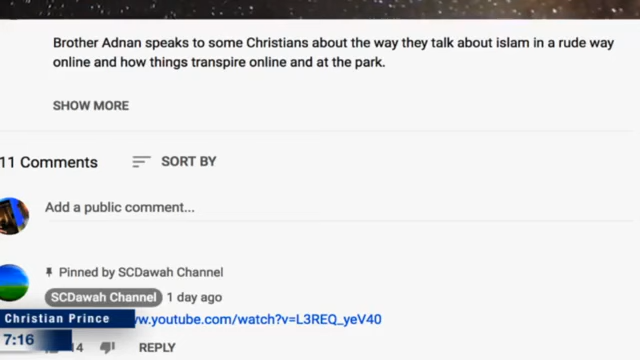 Brother Adnan speaks to some Christians about the way they talk about islam in a rude way
online and how things transpire online and at the park.
SHOW MORE
11 Comments
SORT BY
Add a public comment...
Pinned by SCDawah Channel
SCDawah Channel 1 day ago
Christian Prince
w.youtube.com/watch?v=L3REQ_yeV40
7:16
14
REPLY